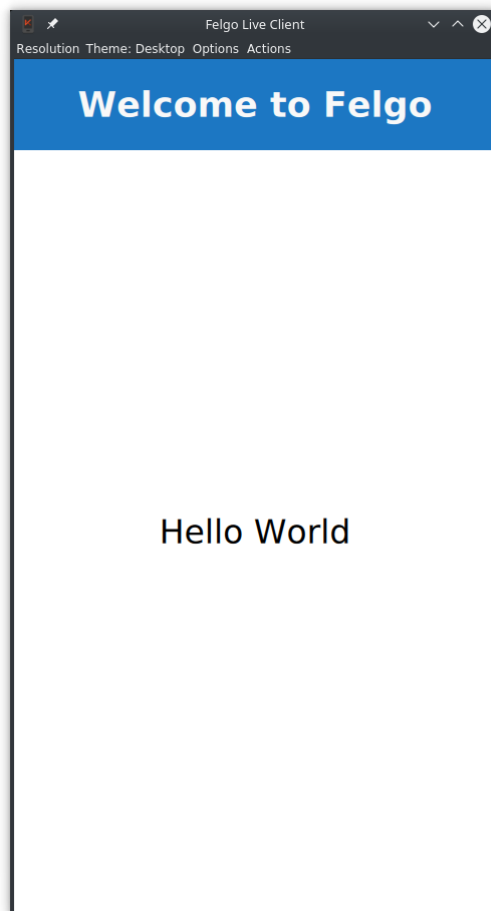 Felgo Live Client
Resolution Theme: Desktop Options Actions
Welcome to Felgo
Hello World